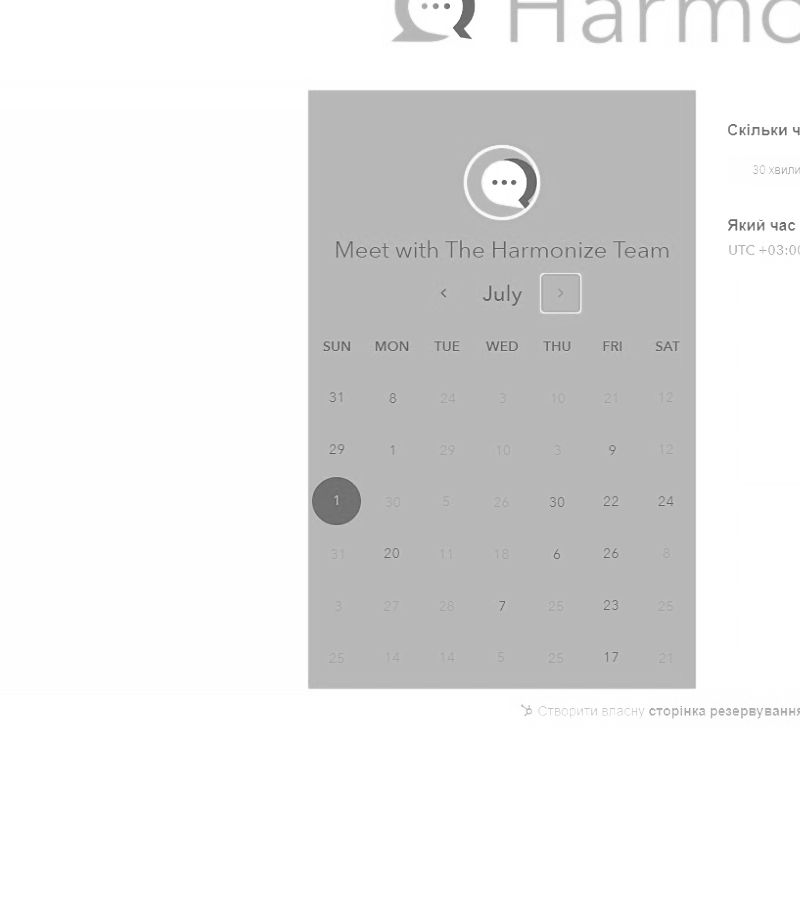 Harmo
Meet with The Harmonize Team
July
SUN MON TUE WED THU FRI SAT
31 8 24 3 10 21 12
29 1 29 10 3 9 12
1 30 5 26 30 22 24
31 20 11 18 6 26 8
3 27 28 7 25 23 25
25 14 14 5 25 17 21
Скільки ч
30 хвили
Який час
UTC +03:00
Створити власну сторінка резервування